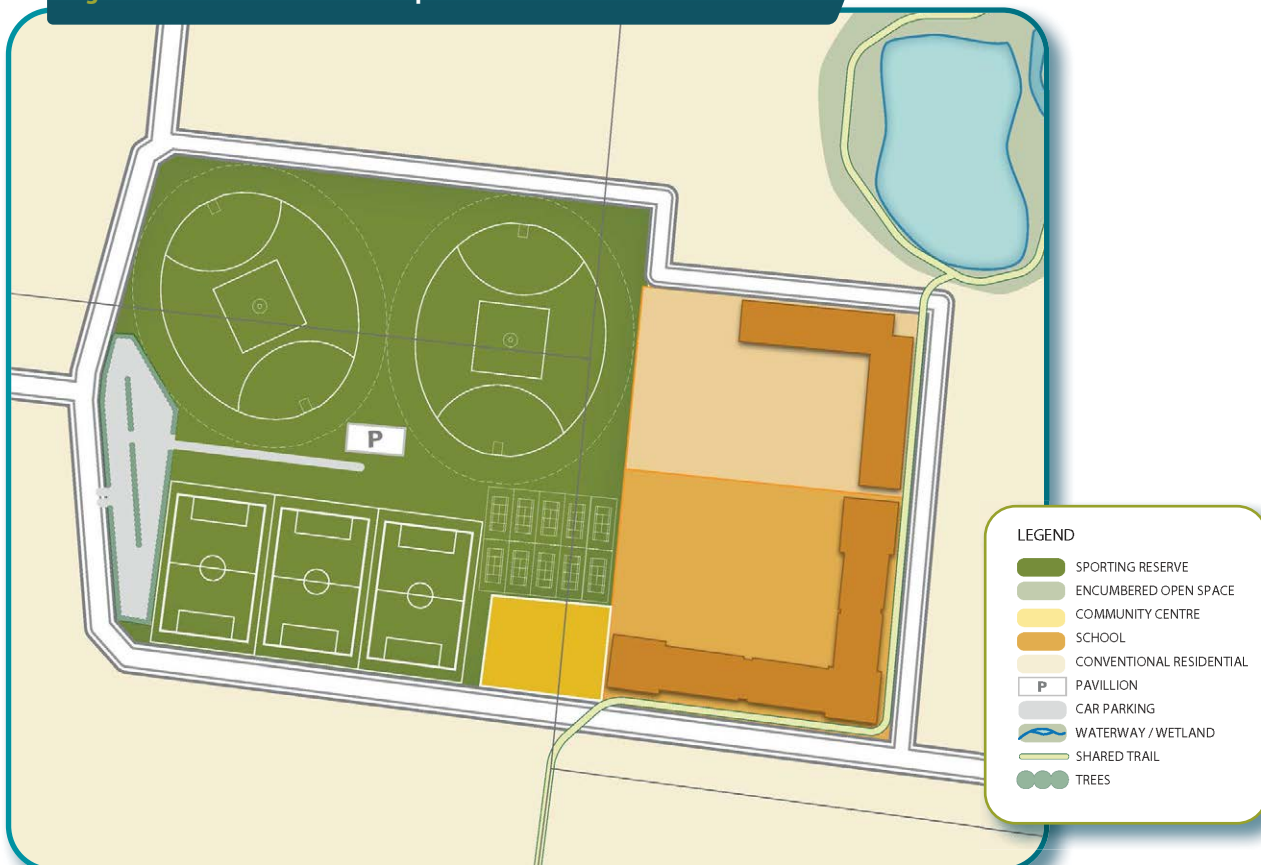 P
LEGEND
SPORTING RESERVE
ENCUMBERED OPEN SPACE
COMMUNITY CENTRE
SCHOOL
CONVENTIONAL RESIDENTIAL
P PAVILLION
CAR PARKING
WATERWAY / WETLAND
SHARED TRAIL
TREES